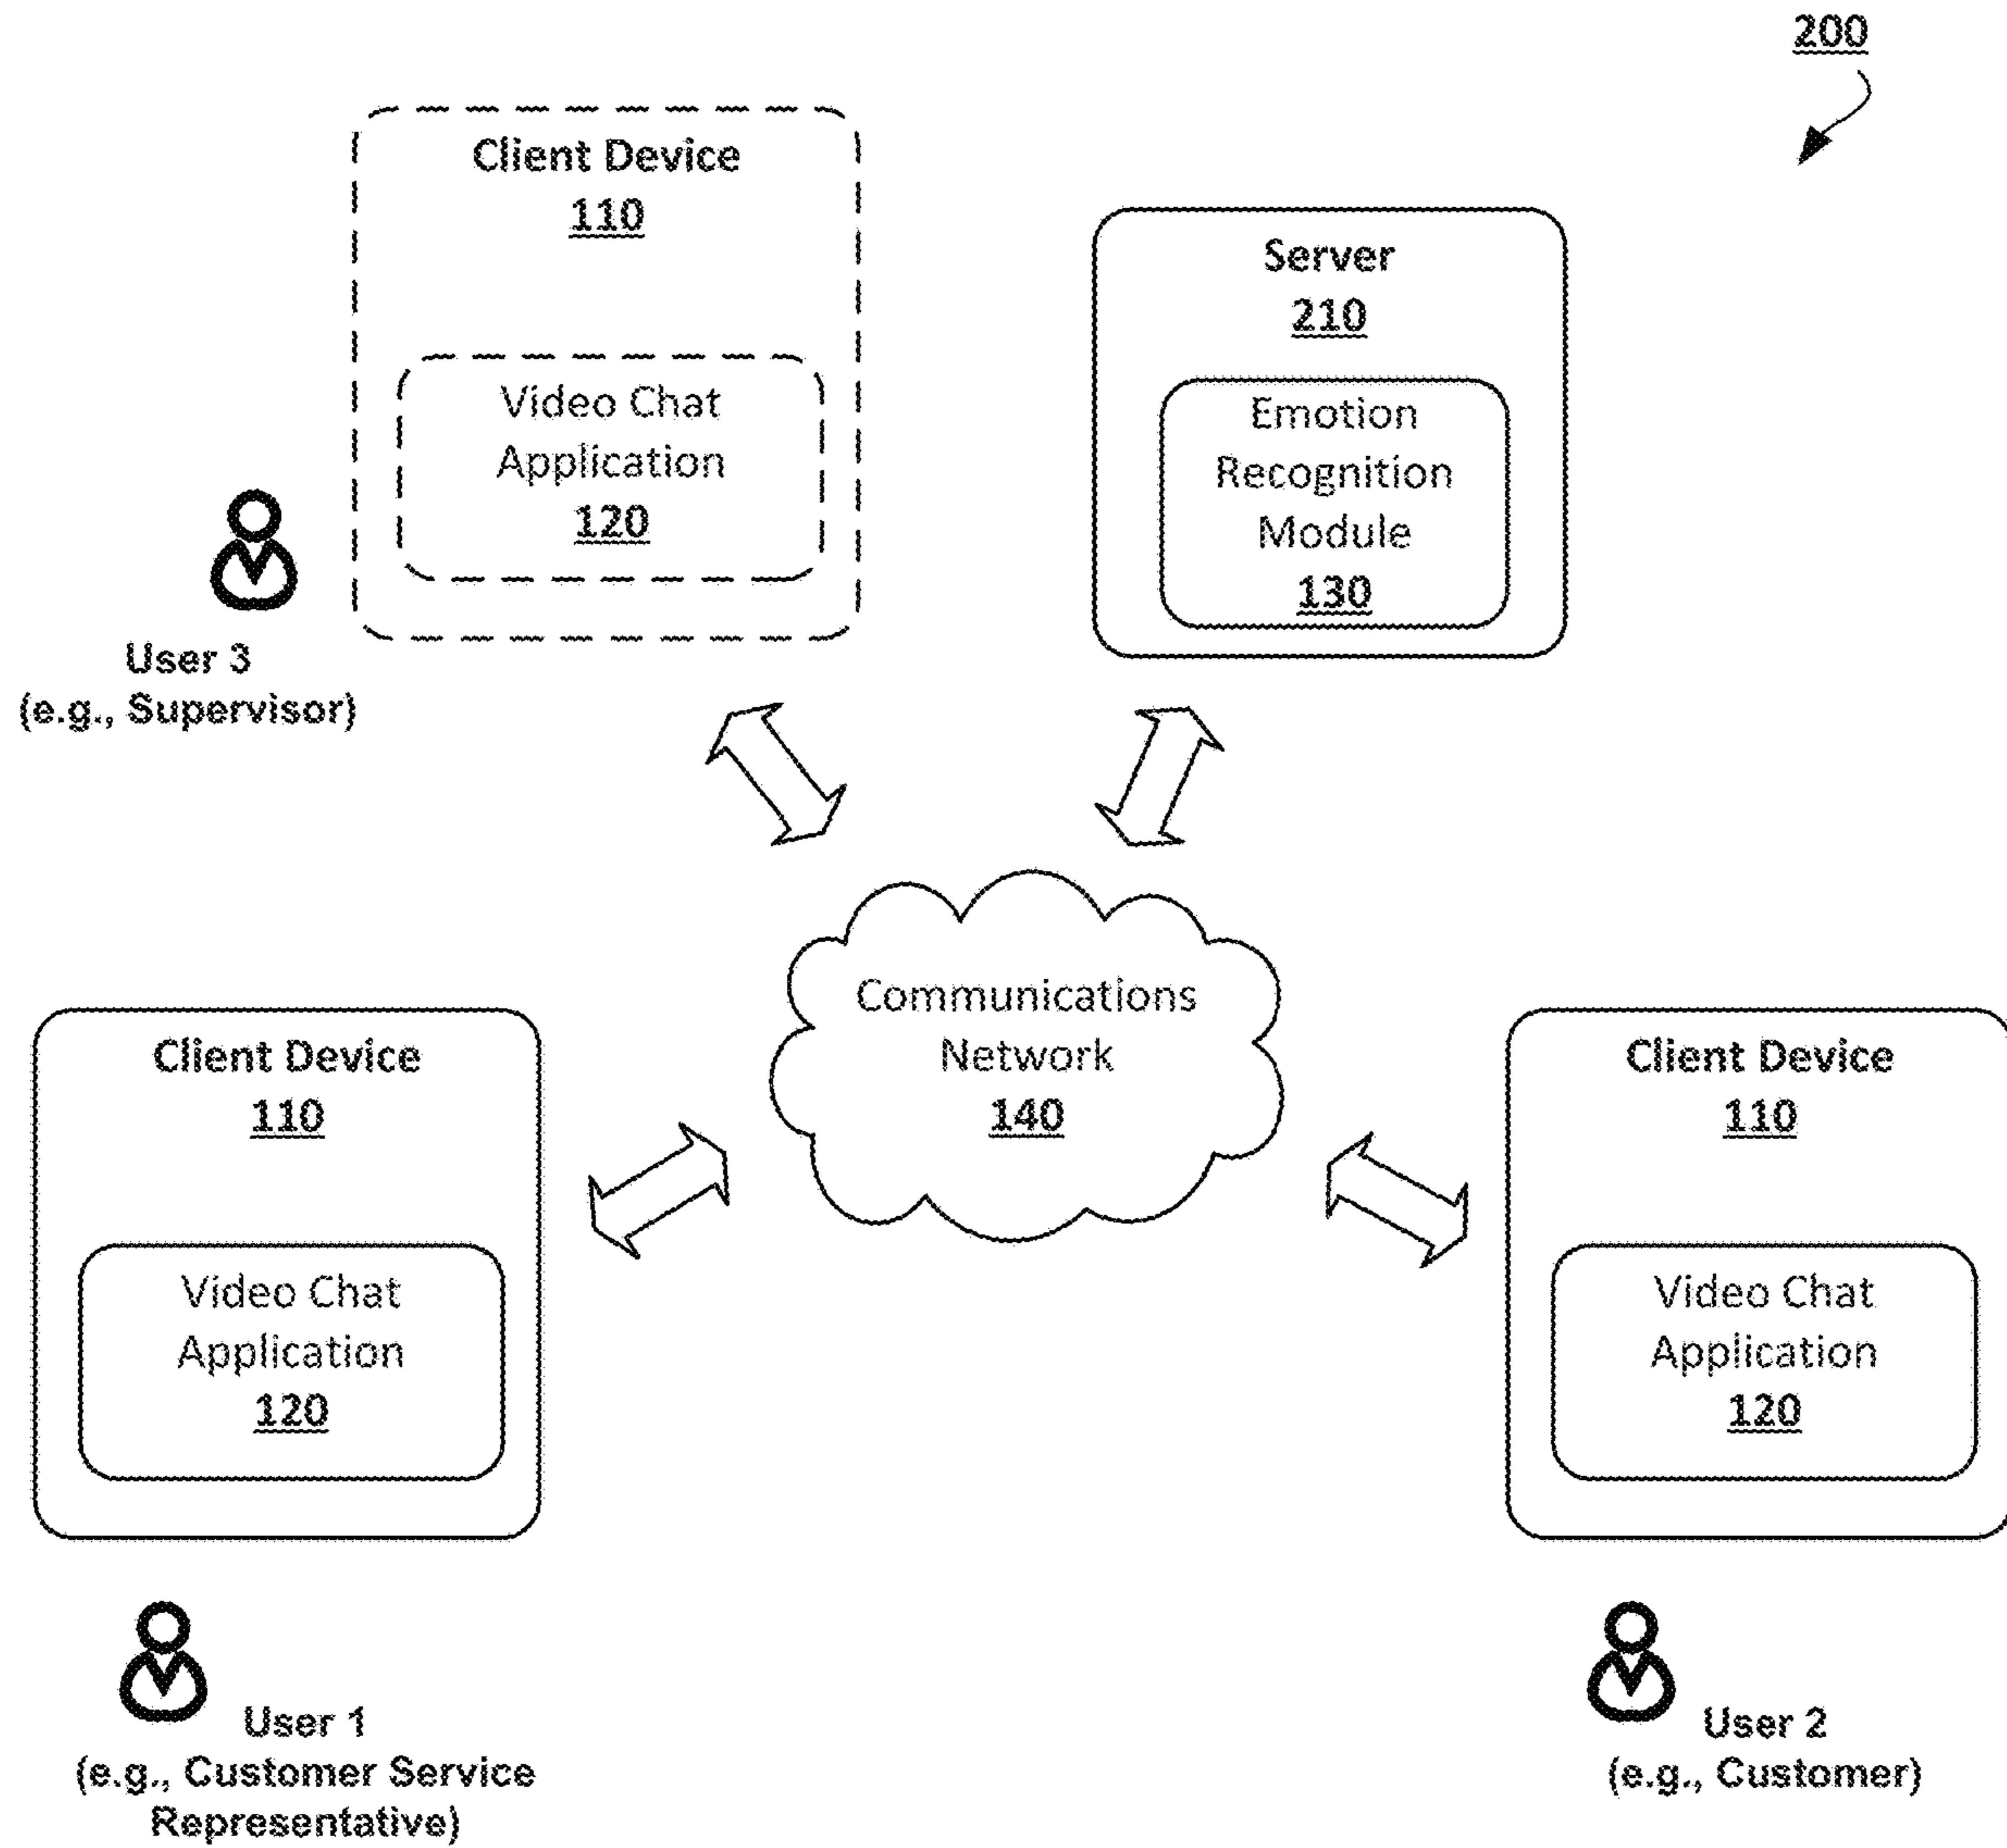 200
Client Device
110
Video Chat
Application
120
User 3
(e.g., Supervisor)
Server
210
Emotion
Recognition
Module
130
Communications
Network
140
Client Device
110
Video Chat
Application
120
User 1
(e.g., Customer Service
Representative)
Client Device
110
Video Chat
Application
120
User 2
(e.g., Customer)